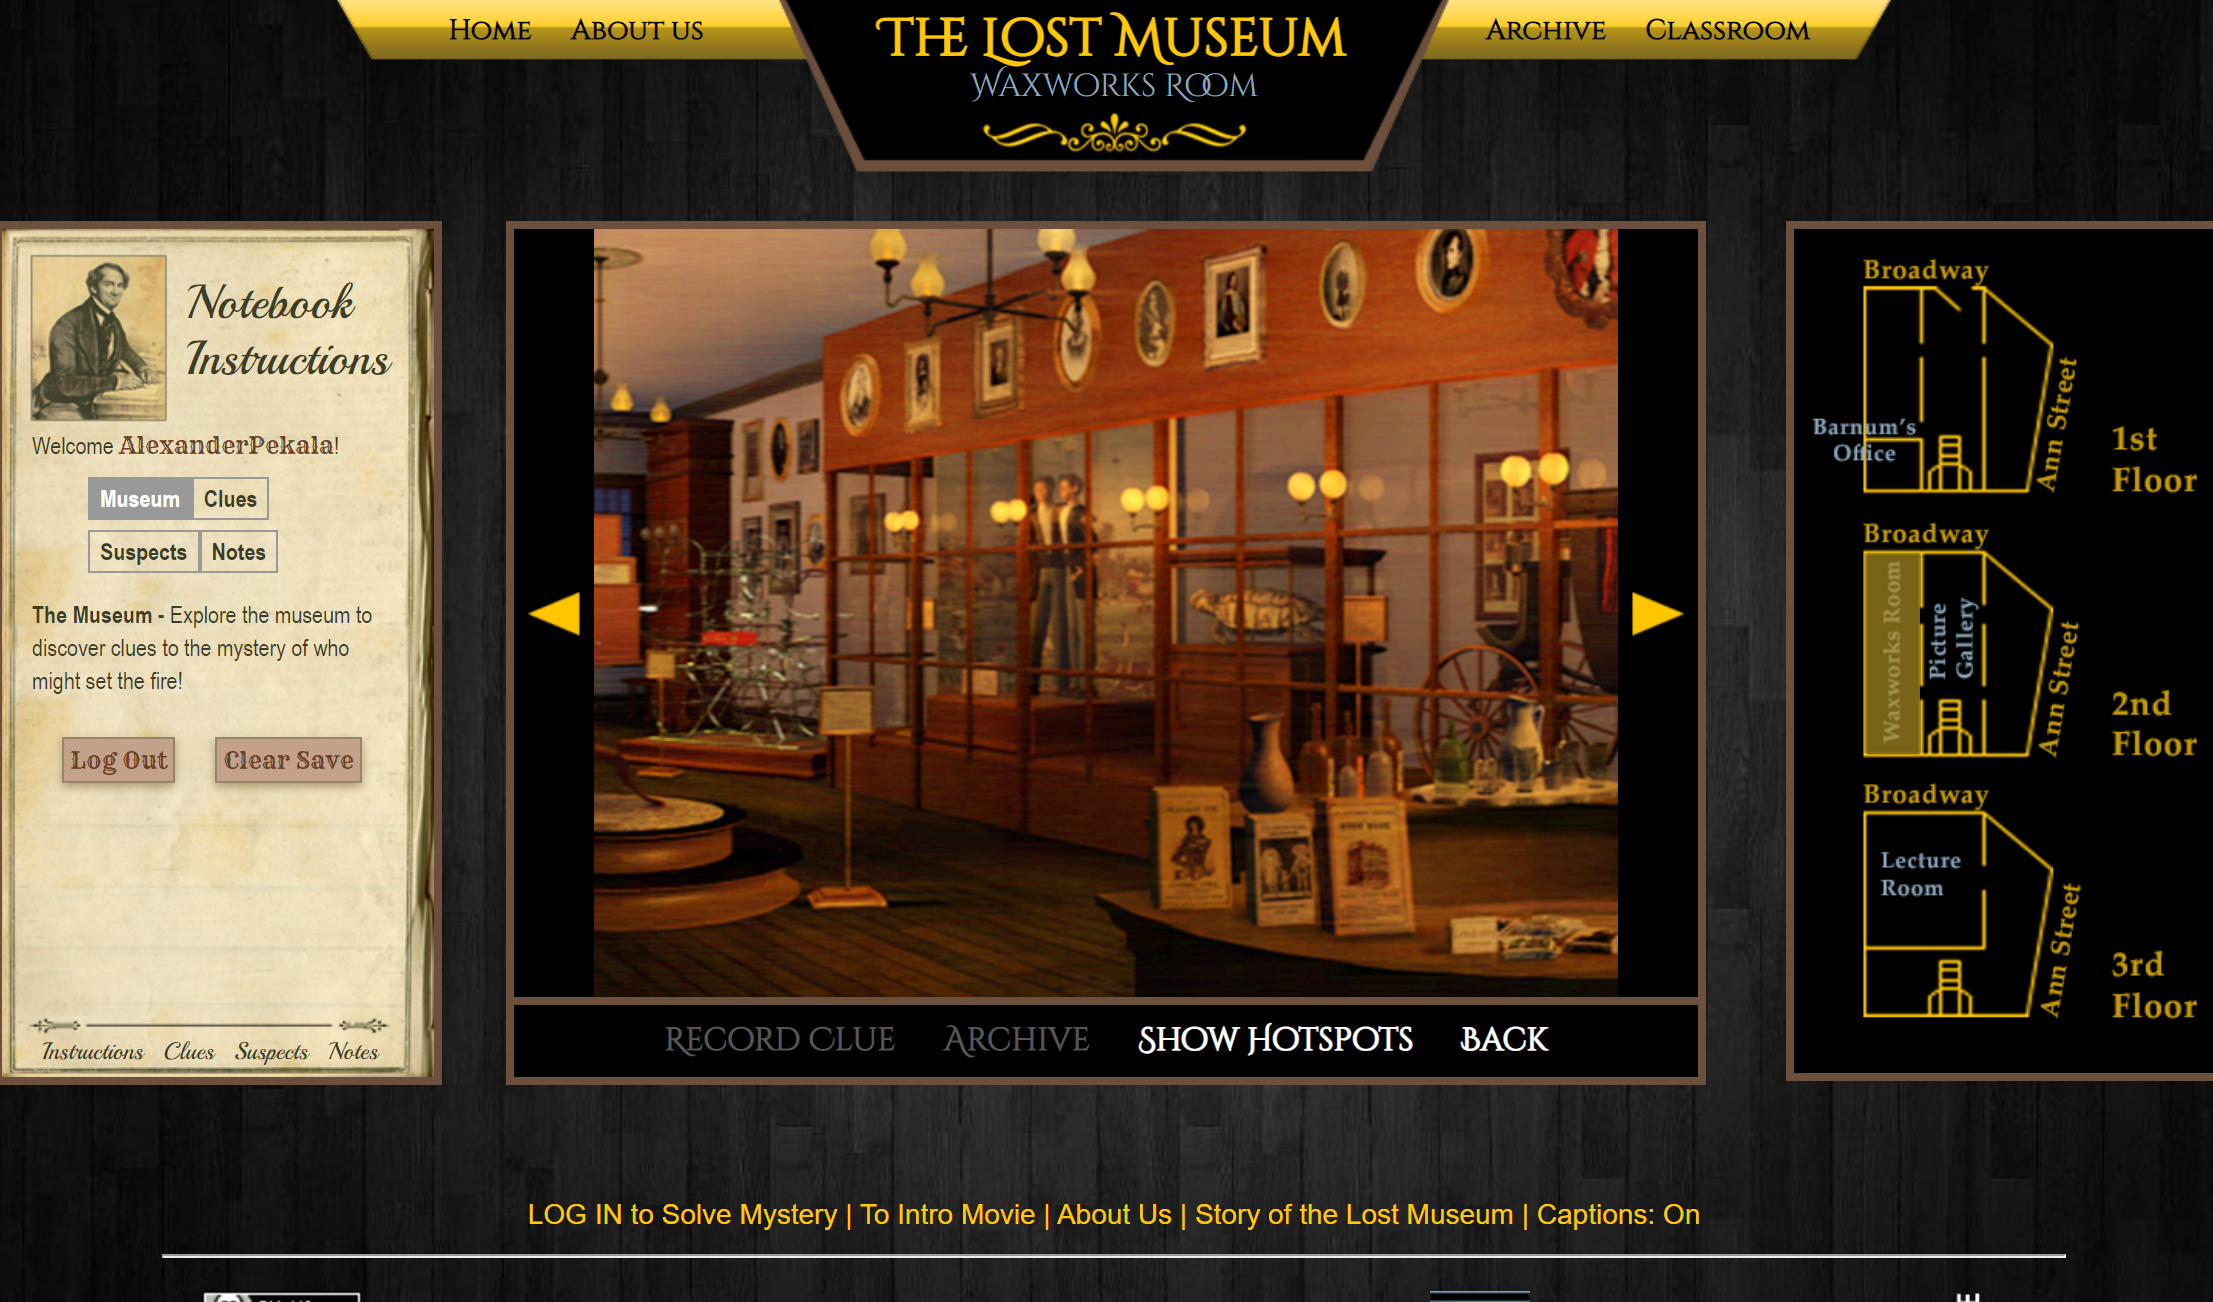 Home About us
The Lost Museum
Waxworks Room
Archive Classroom
Notebook
Instructions
Welcome AlexanderPekala!
Museum Clues
Suspects Notes
The Museum - Explore the museum to
discover clues to the mystery of who
might set the fire!
Log Out Clear Save
Instructions Clues Suspects Notes
Record Clue Archive Show Hotspots Back
Broadway
Ann Street
Barnum's
Office
1st
Floor
Broadway
Waxworks Room
Picture
Gallery
Ann Street
2nd
Floor
Broadway
Lecture
Room
Ann Street
3rd
Floor
LOG IN to Solve Mystery | To Intro Movie | About Us | Story of the Lost Museum | Captions: On